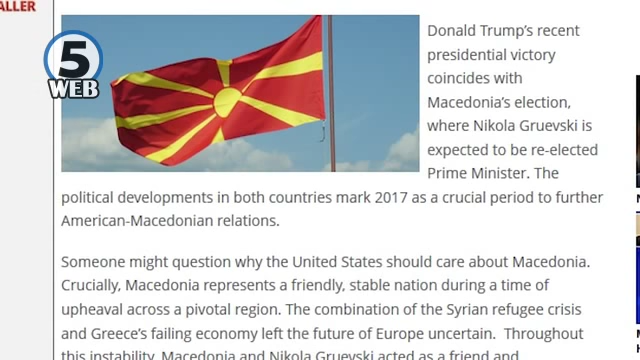 ALLER
5
WEB
Donald Trump's recent
presidential victory
coincides with
Macedonia's election,
where Nikola Gruevski is
expected to be re-elected
Prime Minister. The
political developments in both countries mark 2017 as a crucial period to further
American-Macedonian relations.
Someone might question why the United States should care about Macedonia.
Crucially, Macedonia represents a friendly, stable nation during a time of
upheaval across a pivotal region. The combination of the Syrian refugee crisis
and Greece's failing economy left the future of Europe uncertain.  Throughout
this instability, Macedonia and Nikola Gruevski acted as a friend and